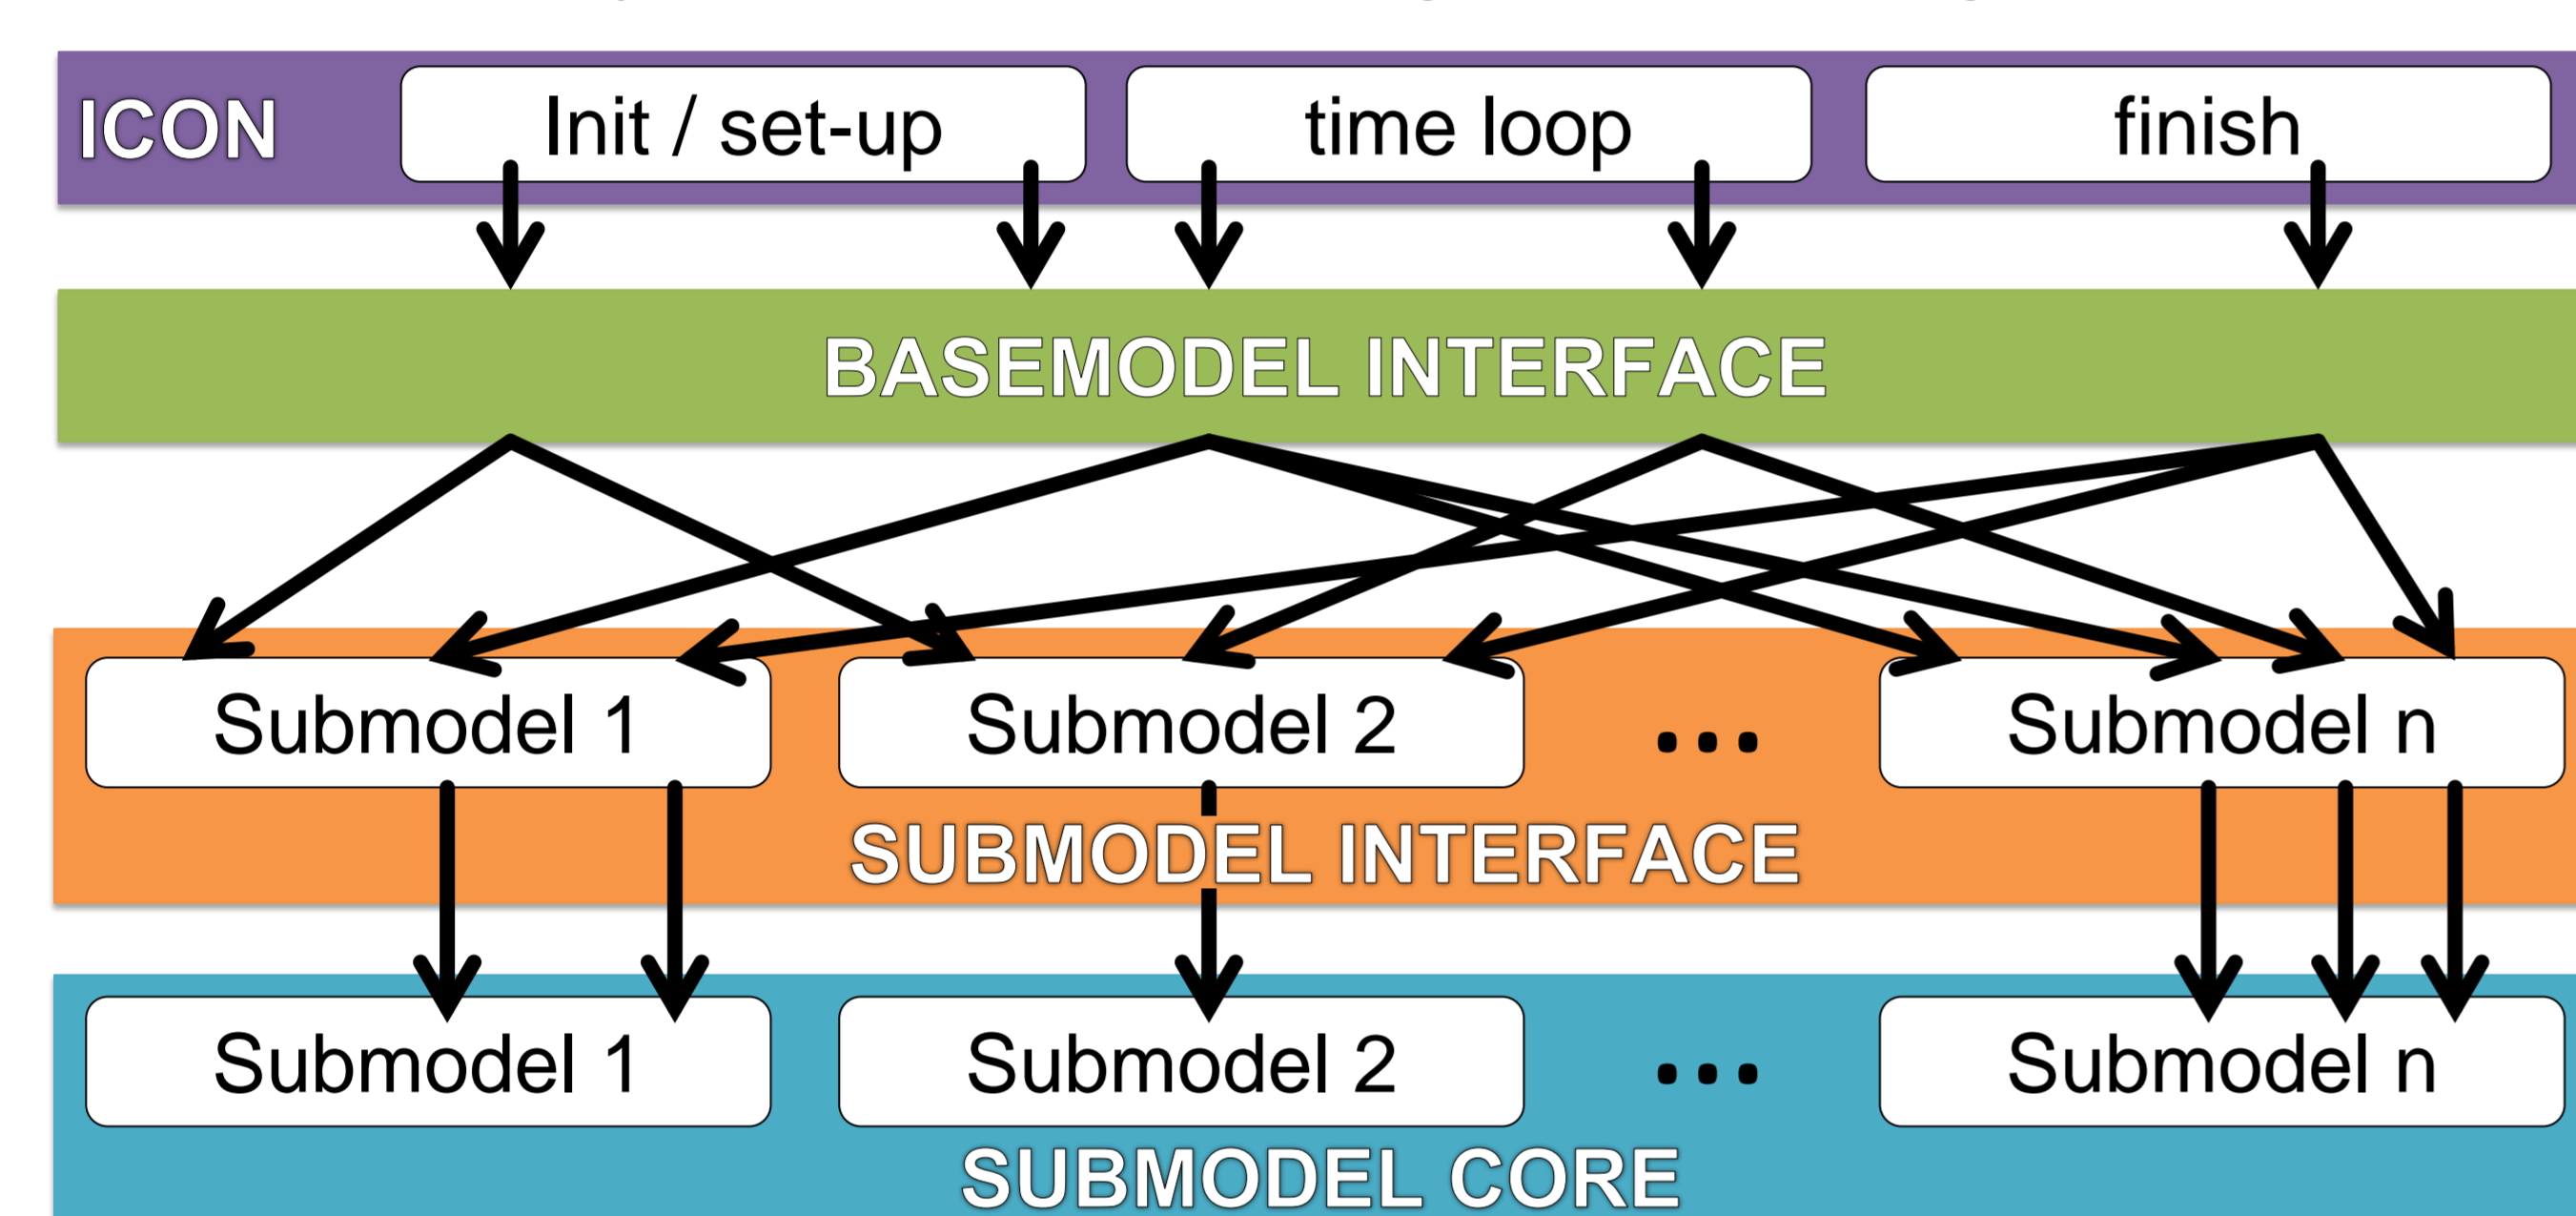 ICON Init / set-up time loop finish
BASEMODEL INTERFACE
Submodel 1 Submodel 2 ... Submodel n
SUBMODEL INTERFACE
Submodel 1 Submodel 2 ... Submodel n
SUBMODEL CORE